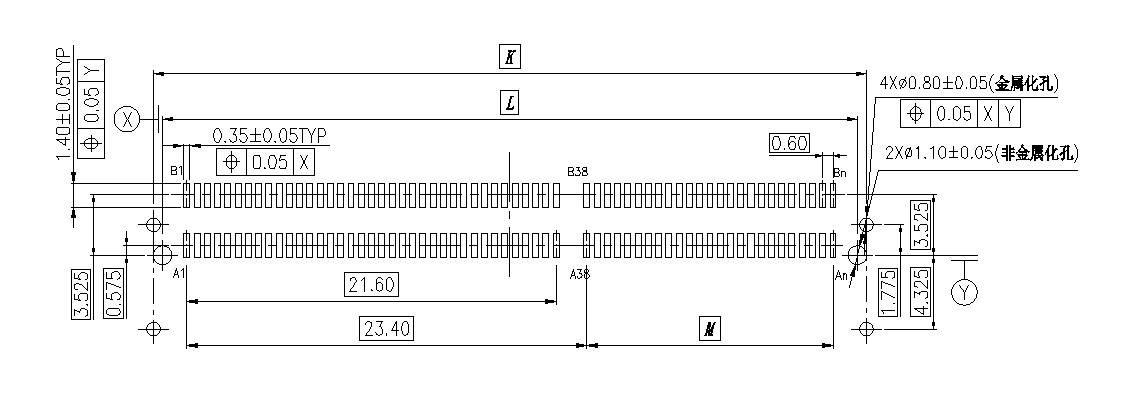 K
4Xø0.80±0.05(金属化孔)
⌖ 0.05 X Y
L
1.40±0.05TYP
⌖ 0.05 Y
X
0.35±0.05TYP
⌖ 0.05 X
0.60
2Xø1.10±0.05(非金属化孔)
B1
B38
Bn
3.525
A1
A38
An
3.525
0.575
21.60
1.775
4.325
Y
23.40
M